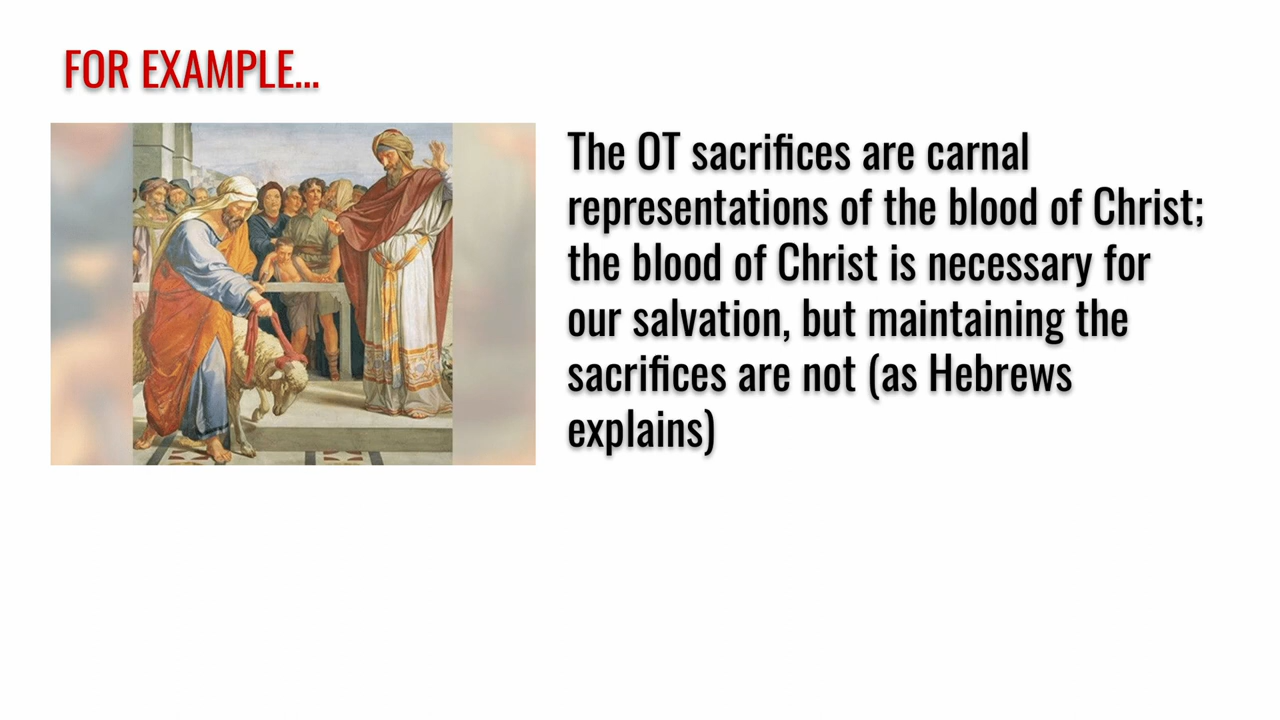 FOR EXAMPLE...
The OT sacrifices are carnal
representations of the blood of Christ;
the blood of Christ is necessary for
our salvation, but maintaining the
sacrifices are not (as Hebrews
explains)